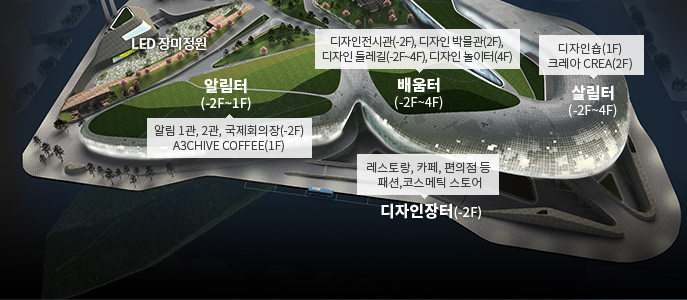 LED 장미정원
디자인전시관(-2F), 디자인 박물관(2F),
디자인 둘레길(-2F~4F), 디자인 놀이터(4F)
배움터
(-2F~4F)
디자인숍(1F)
크레아 CREA(2F)
살림터
(-2F~4F)
알림터
(-2F~1F)
알림 1관, 2관, 국제회의장(-2F)
A3CHIVE COFFEE(1F)
레스토랑, 카페, 편의점 등
패션,코스메틱 스토어
디자인장터(-2F)